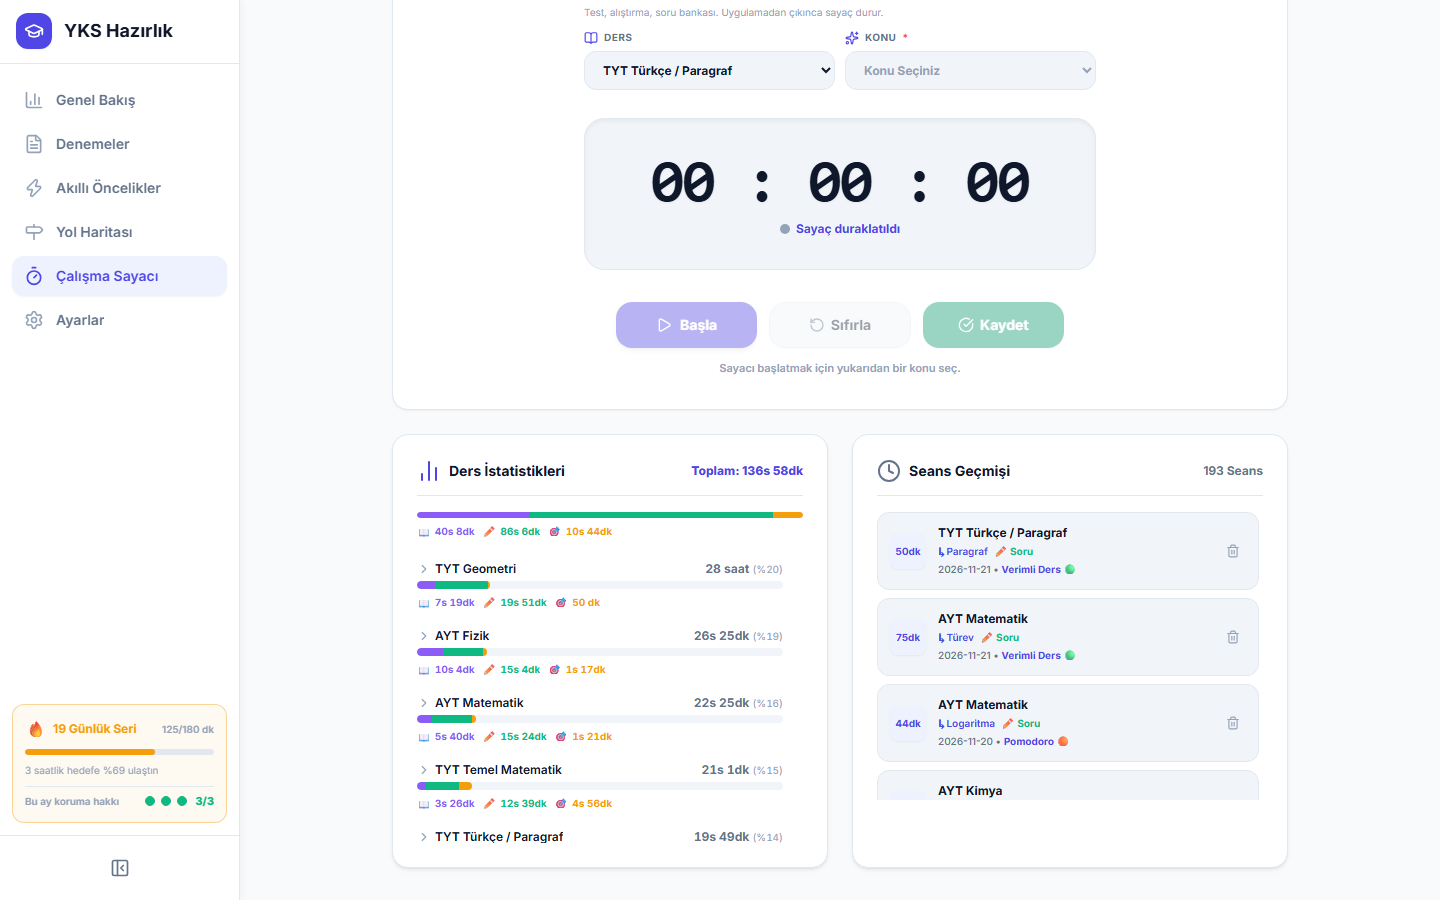 YKS Hazırlık
Genel Bakış
Denemeler
Akıllı Öncelikler
Yol Haritası
Çalışma Sayacı
Ayarlar
19 Günlük Seri 125/180 dk
3 saatlik hedefe %69 ulaştın
Bu ay koruma hakkı 3/3
Test, alıştırma, soru bankası. Uygulamadan çıkınca sayaç durur.
DERS
TYT Türkçe / Paragraf
KONU *
Konu Seçiniz
00 : 00 : 00
Sayaç duraklatıldı
Başla
Sıfırla
Kaydet
Sayacı başlatmak için yukarıdan bir konu seç.
Ders İstatistikleri Toplam: 136s 58dk
40s 8dk 86s 6dk 10s 44dk
TYT Geometri 28 saat (%20)
7s 19dk 19s 51dk 50 dk
AYT Fizik 26s 25dk (%19)
10s 4dk 15s 4dk 1s 17dk
AYT Matematik 22s 25dk (%16)
5s 40dk 15s 24dk 1s 21dk
TYT Temel Matematik 21s 1dk (%15)
3s 26dk 12s 39dk 4s 56dk
TYT Türkçe / Paragraf 19s 49dk (%14)
Seans Geçmişi 193 Seans
50dk
TYT Türkçe / Paragraf
↳ Paragraf Soru
2026-11-21 • Verimli Ders
75dk
AYT Matematik
↳ Türev Soru
2026-11-21 • Verimli Ders
44dk
AYT Matematik
↳ Logaritma Soru
2026-11-20 • Pomodoro
AYT Kimya